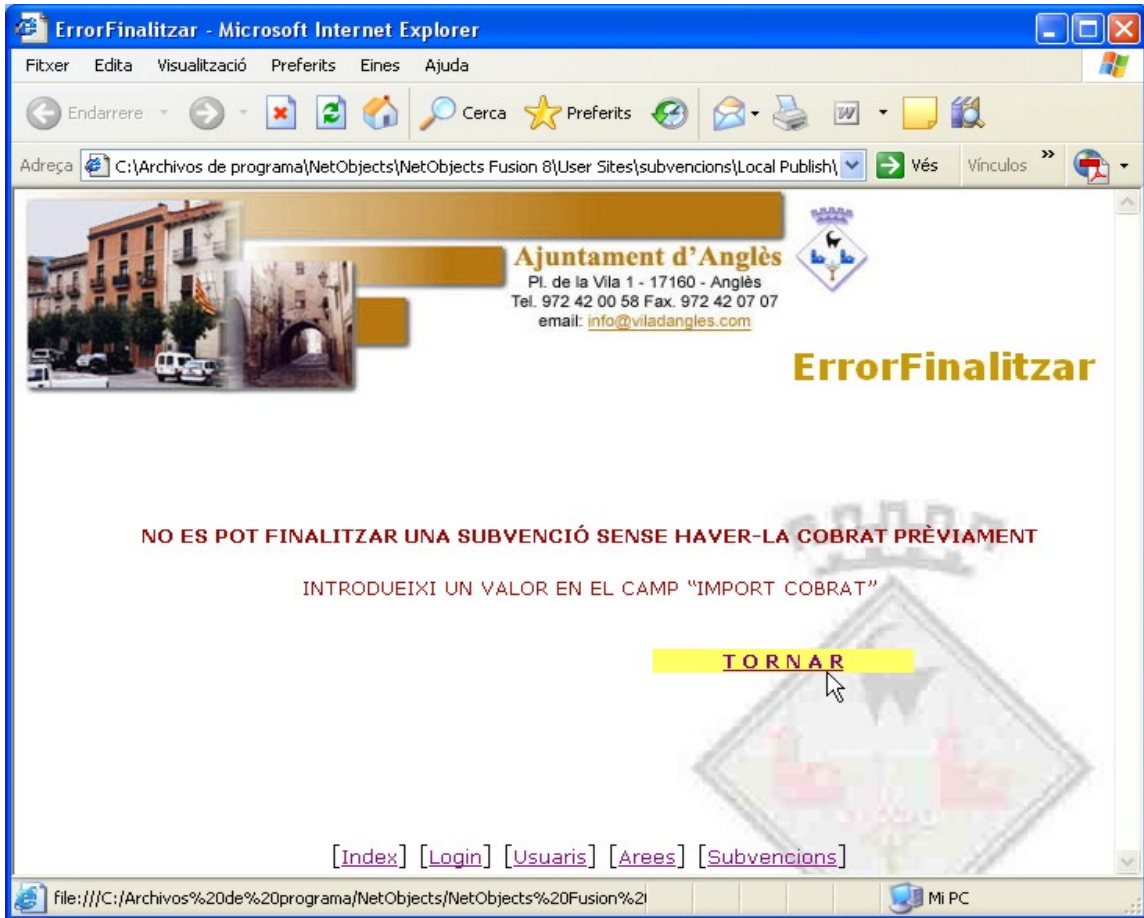 ErrorFinalitzar - Microsoft Internet Explorer
Fitxer Edita Visualització Preferits Eines Ajuda
Endarrere Cerca Preferits
Adreça C:\Archivos de programa\NetObjects\NetObjects Fusion 8\User Sites\subvencions\Local Publish\ Vés Vínculos »
Ajuntament d'Anglès
Pl. de la Vila 1 - 17160 - Anglès
Tel. 972 42 00 58 Fax. 972 42 07 07
email: info@viladangles.com
ErrorFinalitzar
NO ES POT FINALITZAR UNA SUBVENCIÓ SENSE HAVER-LA COBRAT PRÈVIAMENT
INTRODUEIXI UN VALOR EN EL CAMP “IMPORT COBRAT”
T O R N A R
[Index] [Login] [Usuaris] [Arees] [Subvencions]
file:///C:/Archivos%20de%20programa/NetObjects/NetObjects%20Fusion%2 Mi PC